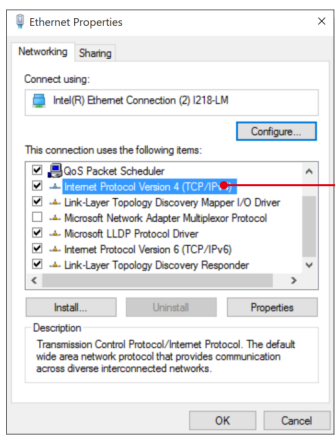 Ethernet Properties
Networking Sharing
Connect using:
Intel(R) Ethernet Connection (2) I218-LM
Configure...
This connection uses the following items:
QoS Packet Scheduler
Internet Protocol Version 4 (TCP/IPv4)
Link-Layer Topology Discovery Mapper I/O Driver
Microsoft Network Adapter Multiplexor Protocol
Microsoft LLDP Protocol Driver
Internet Protocol Version 6 (TCP/IPv6)
Link-Layer Topology Discovery Responder
Install... Uninstall Properties
Description
Transmission Control Protocol/Internet Protocol. The default
wide area network protocol that provides communication
across diverse interconnected networks.
OK Cancel